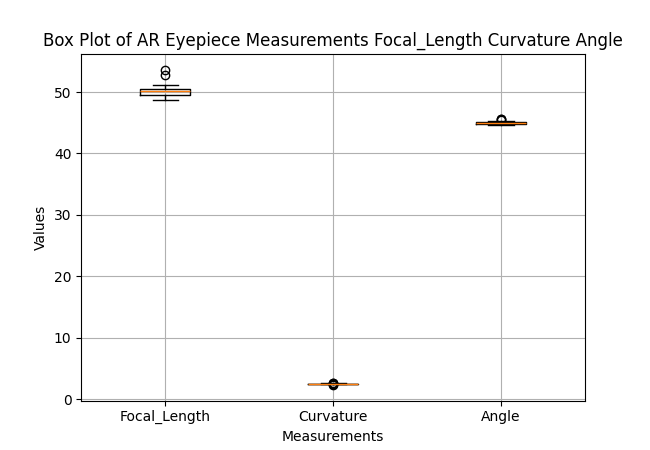 Box Plot of AR Eyepiece Measurements Focal_Length Curvature Angle
Values
50
40
30
20
10
0
Focal_Length
Curvature
Angle
Measurements